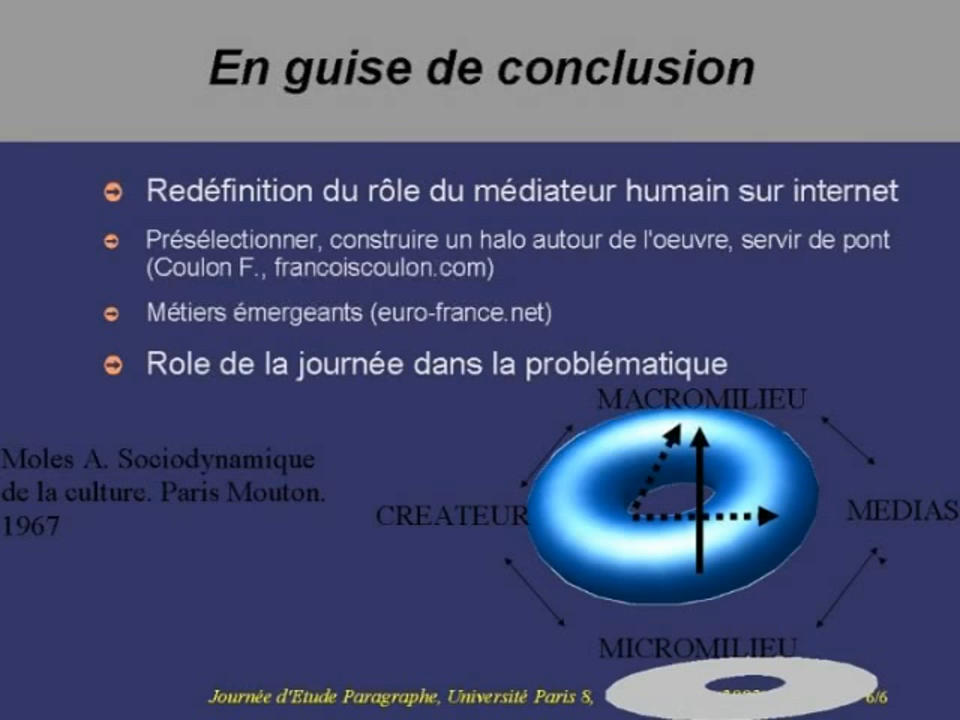 En guise de conclusion
Redéfinition du rôle du médiateur humain sur internet
Présélectionner, construire un halo autour de l'oeuvre, servir de pont
(Coulon F., francoiscoulon.com)
Métiers émergeants (euro-france.net)
Role de la journée dans la problématique
MACROMILIEU
Moles A. Sociodynamique
de la culture. Paris Mouton.
1967
CREATEUR
MEDIAS
MICROMILIEU
Journée d'Etude Paragraphe, Université Paris 8,
6/6